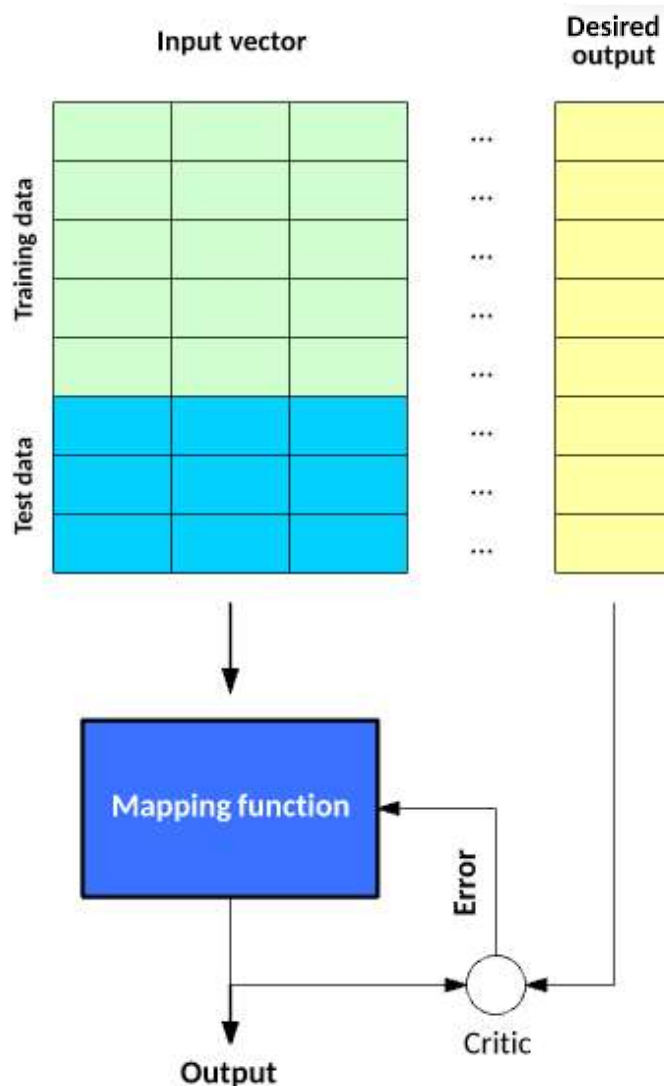 Input vector
Desired
output
Training data
...
...
...
...
...
Test data
...
...
...
Mapping function
Error
Critic
Output